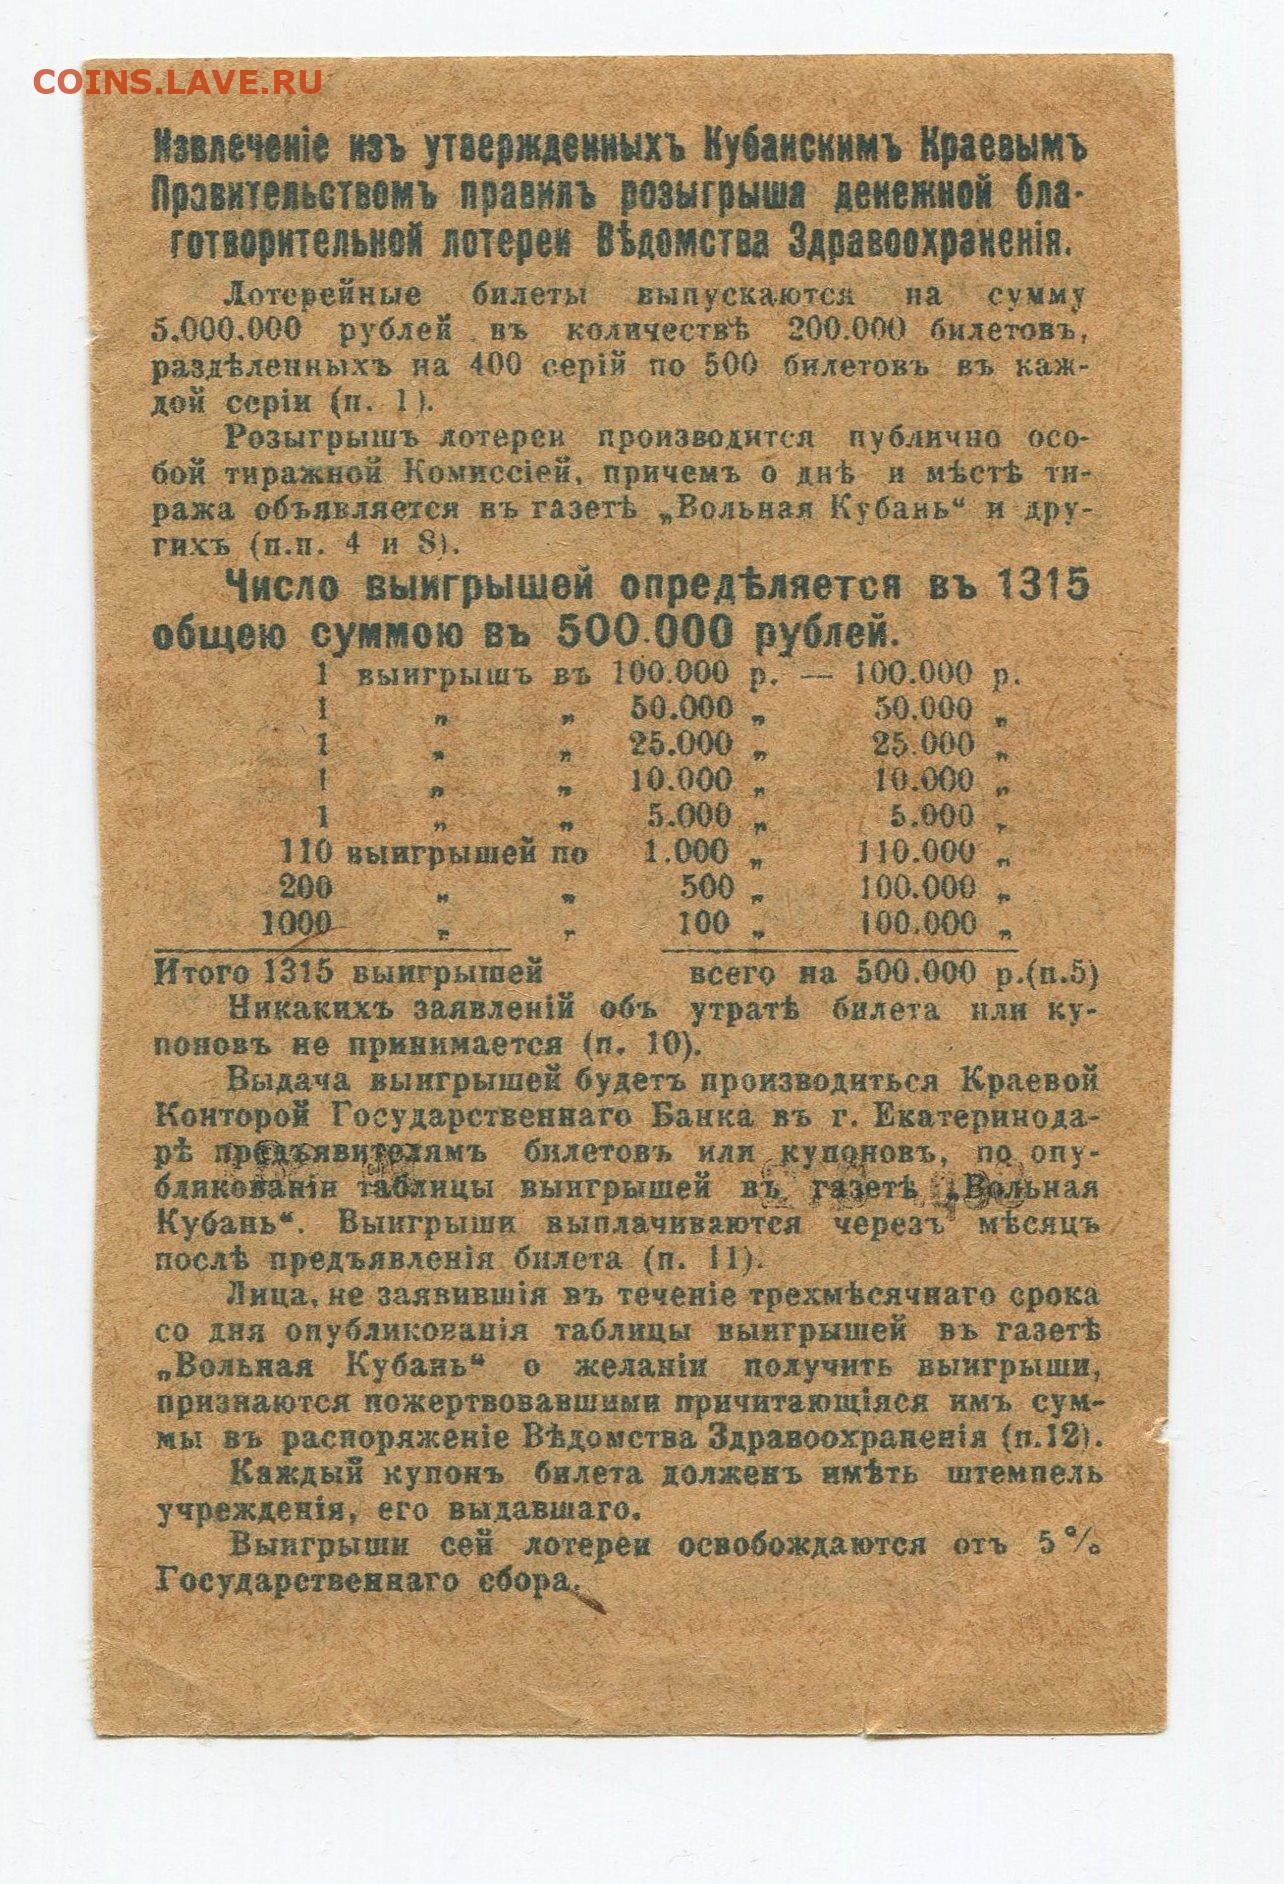 COINS.LAVE.RU
Извлеченіе изъ утвержденныхъ Кубанскимъ Краевымъ
Правительствомъ правилъ розыгрыша денежной бла-
готворительной лотереи Вѣдомства Здравоохраненія.
Лотерейные билеты выпускаются на сумму
5.000.000 рублей въ количествѣ 200.000 билетовъ,
раздѣленныхъ на 400 серій по 500 билетовъ въ каж-
дой серіи (п. 1).
Розыгрышъ лотереи производится публично осо-
бой тиражной Комиссіей, причемъ о днѣ и мѣстѣ ти-
ража объявляется въ газетѣ „Вольная Кубань“ и дру-
гихъ (п.п. 4 и 8).
Число выигрышей опредѣляется въ 1315
общею суммою въ 500.000 рублей.
1 выигрышъ въ 100.000 р. — 100.000 р.
1 „ „ 50.000 „ 50.000 „
1 „ „ 25.000 „ 25.000 „
1 „ „ 10.000 „ 10.000 „
1 „ „ 5.000 „ 5.000 „
110 выигрышей по 1.000 „ 110.000 „
200 „ „ 500 „ 100.000 „
1000 „ „ 100 „ 100.000 „
Итого 1315 выигрышей всего на 500.000 р.(п.5)
Никакихъ заявленій объ утратѣ билета или ку-
поновъ не принимается (п. 10).
Выдача выигрышей будетъ производиться Краевой
Конторой Государственнаго Банка въ г. Екатеринода-
рѣ предъявителямъ билетовъ или купоновъ, по опу-
бликованіи таблицы выигрышей въ газетѣ „Вольная
Кубань“. Выигрыши выплачиваются черезъ мѣсяцъ
послѣ предъявленія билета (п. 11).
Лица, не заявившія въ теченіе трехмѣсячнаго срока
со дня опубликованія таблицы выигрышей въ газетѣ
„Вольная Кубань“ о желаніи получить выигрыши,
признаются пожертвовавшими причитающіяся имъ сум-
мы въ распоряженіе Вѣдомства Здравоохраненія (п.12).
Каждый купонъ билета долженъ имѣть штемпель
учрежденія, его выдавшаго.
Выигрыши сей лотереи освобождаются отъ 5%
Государственнаго сбора.